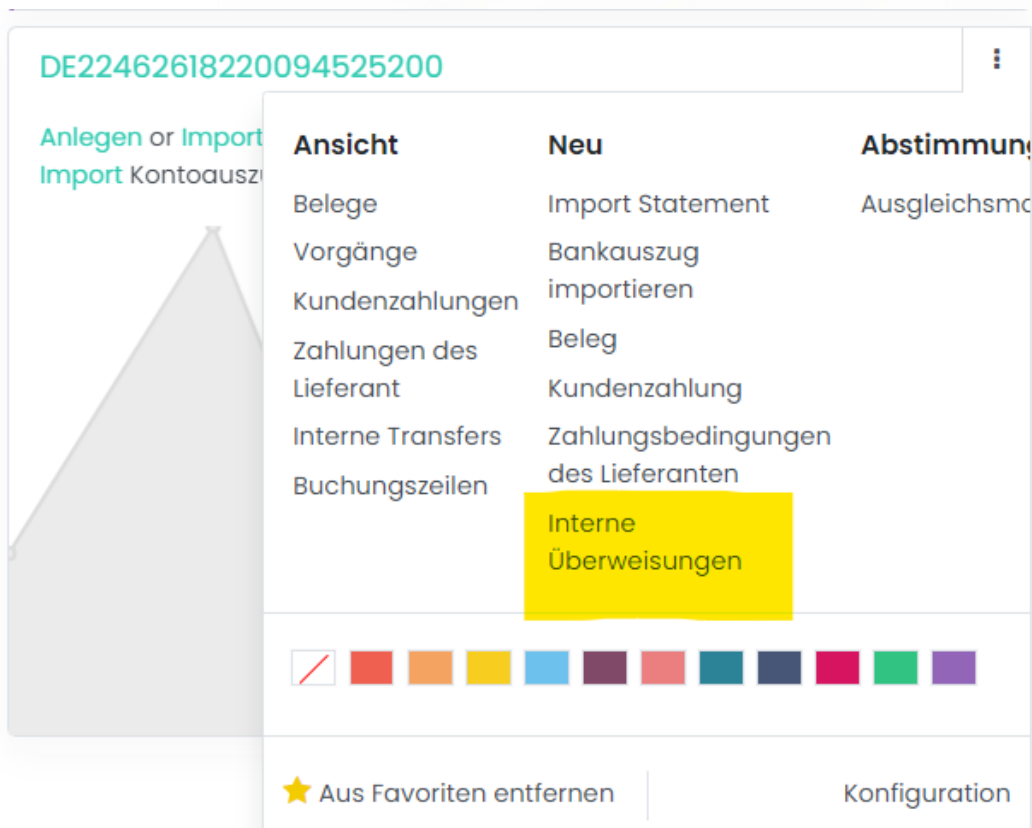 DE22462618220094525200
Anlegen or Import
Import Kontoausz
Ansicht
Belege
Vorgänge
Kundenzahlungen
Zahlungen des
Lieferant
Interne Transfers
Buchungszeilen
Neu
Import Statement
Bankauszug
importieren
Beleg
Kundenzahlung
Zahlungsbedingungen
des Lieferanten
Interne
Überweisungen
Abstimmung
Ausgleichsmo
Aus Favoriten entfernen
Konfiguration